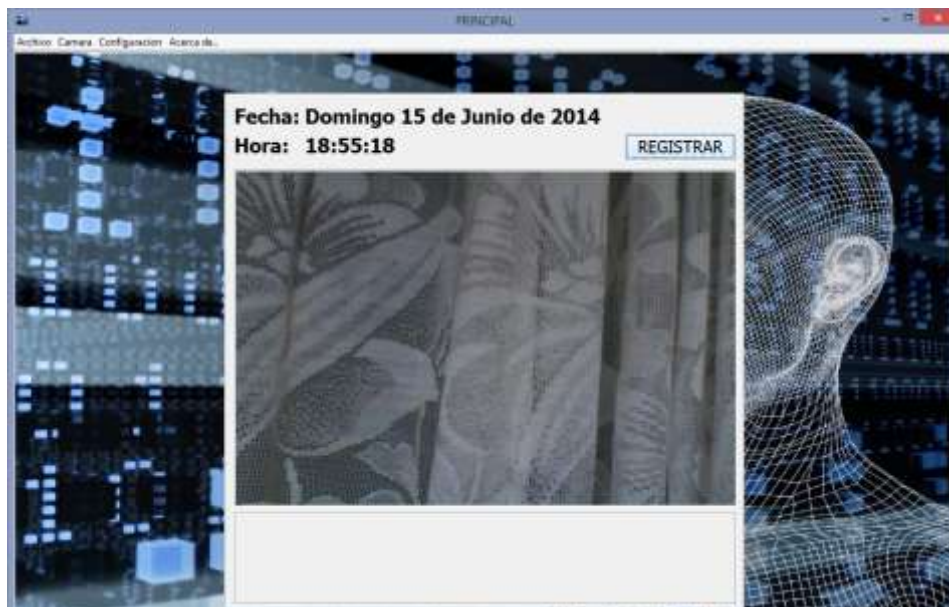 PRINCIPAL
Archivo Camara Configuracion Acerca de..
Fecha: Domingo 15 de Junio de 2014
Hora: 18:55:18
REGISTRAR